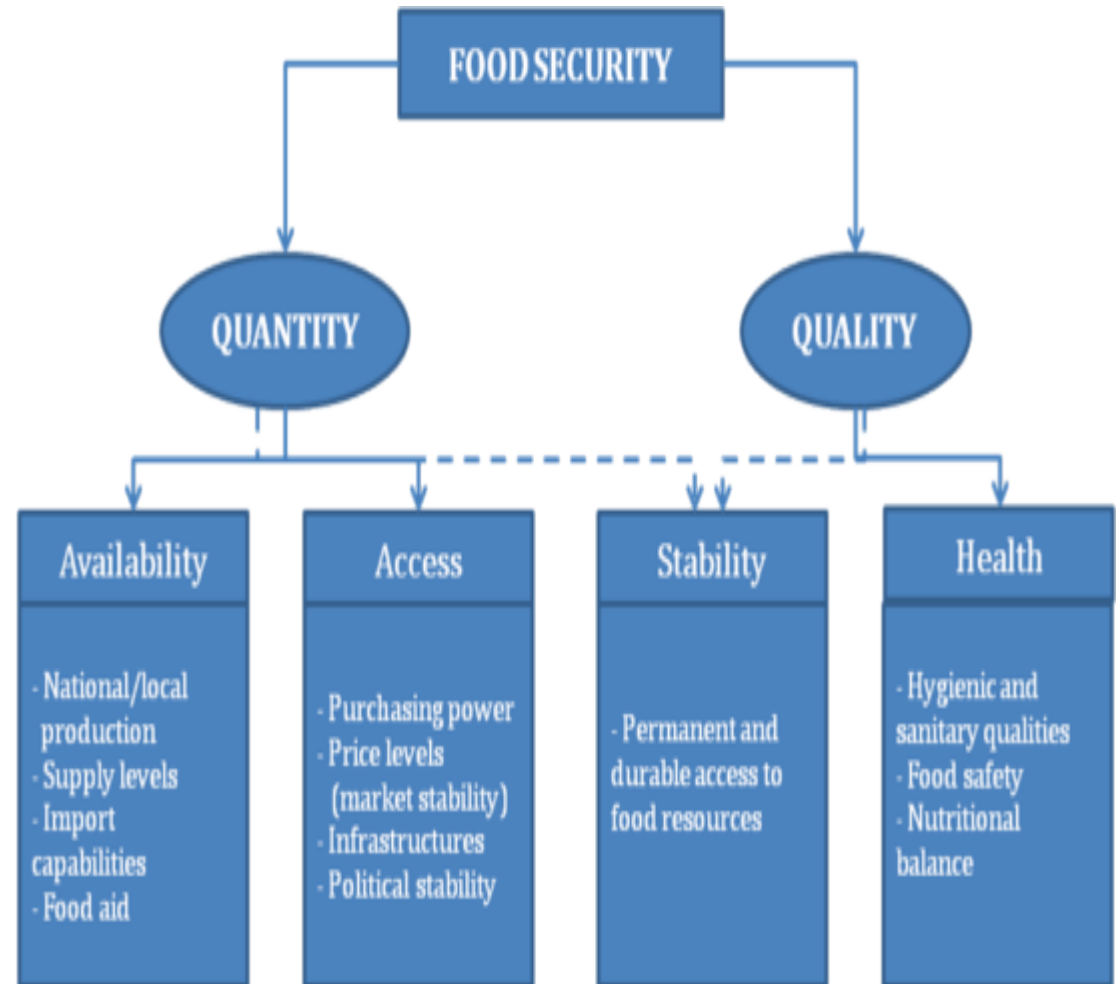 FOOD SECURITY
QUANTITY
QUALITY
Availability
- National/local
production
- Supply levels
- Import
capabilities
- Food aid
Access
- Purchasing power
- Price levels
(market stability)
- Infrastructures
- Political stability
Stability
- Permanent and
durable access to
food resources
Health
- Hygienic and
sanitary qualities
- Food safety
- Nutritional
balance